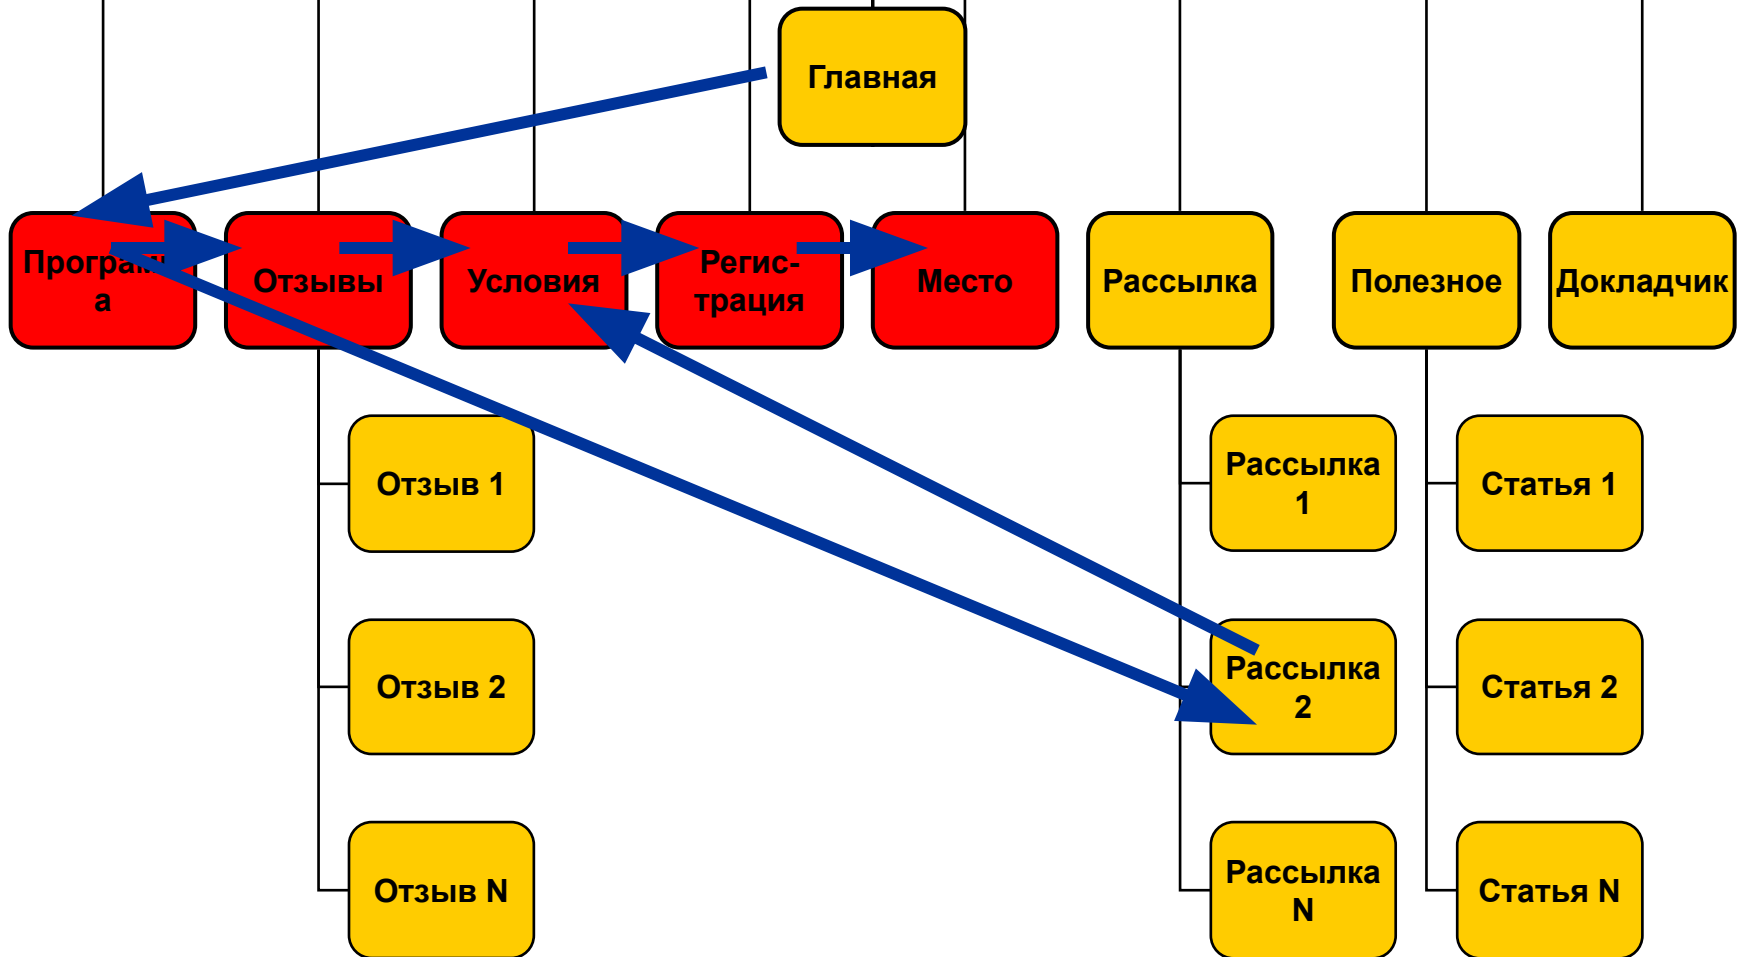 Главная
Программ
а
Отзывы
Условия
Регис-
трация
Место
Рассылка
Полезное
Докладчик
Отзыв 1
Рассылка
1
Статья 1
Отзыв 2
Рассылка
2
Статья 2
Отзыв N
Рассылка
N
Статья N